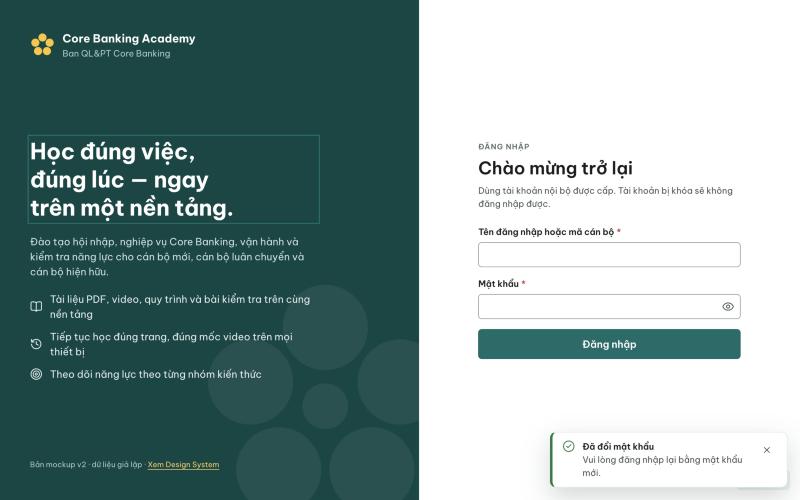 Core Banking Academy
Ban QL&PT Core Banking
Học đúng việc,
đúng lúc — ngay
trên một nền tảng.
Đào tạo hội nhập, nghiệp vụ Core Banking, vận hành và
kiểm tra năng lực cho cán bộ mới, cán bộ luân chuyển và
cán bộ hiện hữu.
Tài liệu PDF, video, quy trình và bài kiểm tra trên cùng
nền tảng
Tiếp tục học đúng trang, đúng mốc video trên mọi
thiết bị
Theo dõi năng lực theo từng nhóm kiến thức
Bản mockup v2 · dữ liệu giả lập · Xem Design System
ĐĂNG NHẬP
Chào mừng trở lại
Dùng tài khoản nội bộ được cấp. Tài khoản bị khóa sẽ không
đăng nhập được.
Tên đăng nhập hoặc mã cán bộ *
Mật khẩu *
Đăng nhập
Đã đổi mật khẩu
Vui lòng đăng nhập lại bằng mật khẩu
mới.